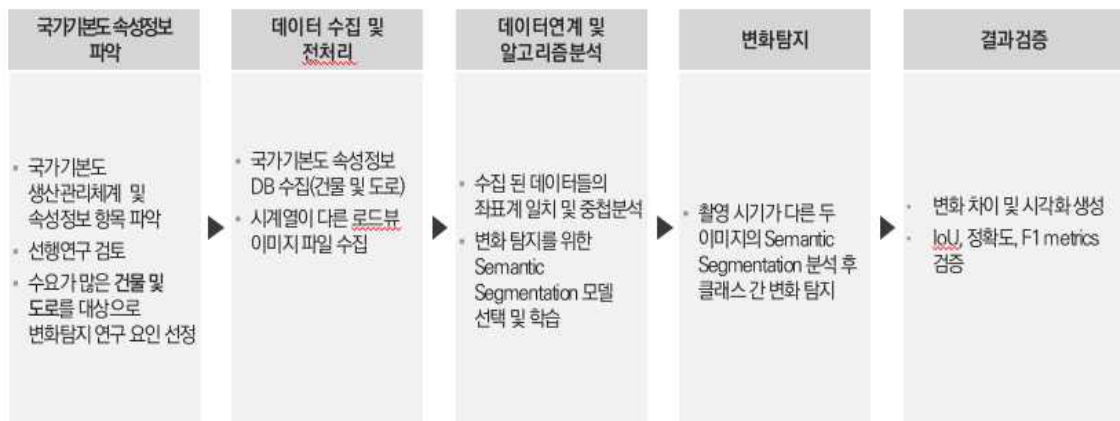 국가기본도 속성정보
파악
데이터 수집 및
전처리
데이터연계 및
알고리즘분석
변화탐지
결과검증
• 국가기본도
생산관리체계 및
속성정보 항목 파악
• 선행연구 검토
• 수요가 많은 건물 및
도로를 대상으로
변화탐지 연구 요인 선정
• 국가기본도 속성정보
DB 수집(건물 및 도로)
• 시계열이 다른 로드뷰
이미지 파일 수집
• 수집 된 데이터들의
좌표계 일치 및 중첩분석
• 변화 탐지를 위한
Semantic
Segmentation 모델
선택 및 학습
• 촬영 시기가 다른 두
이미지의 Semantic
Segmentation 분석 후
클래스 간 변화 탐지
• 변화 차이 및 시각화 생성
• IoU, 정확도, F1 metrics
검증